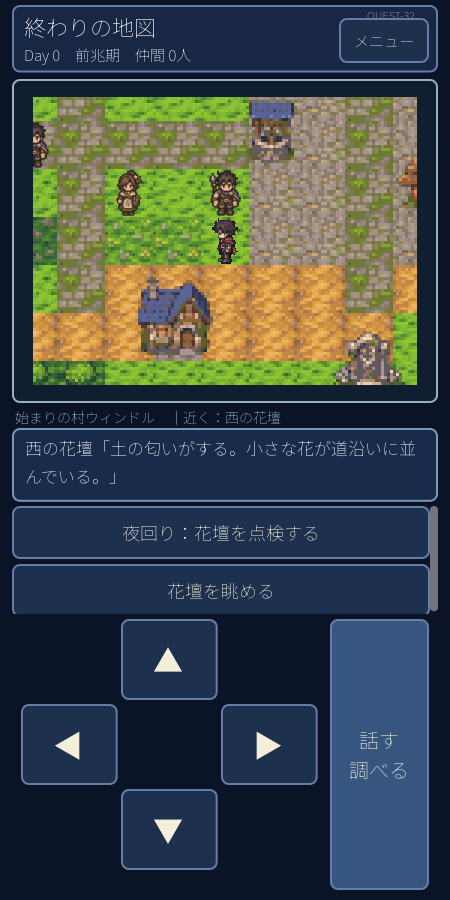 終わりの地図
QUEST-32
Day 0　前兆期　仲間 0人
メニュー
始まりの村ウィンドル　｜近く：西の花壇
西の花壇「土の匂いがする。小さな花が道沿いに並
んでいる。」
夜回り：花壇を点検する
花壇を眺める
話す
調べる